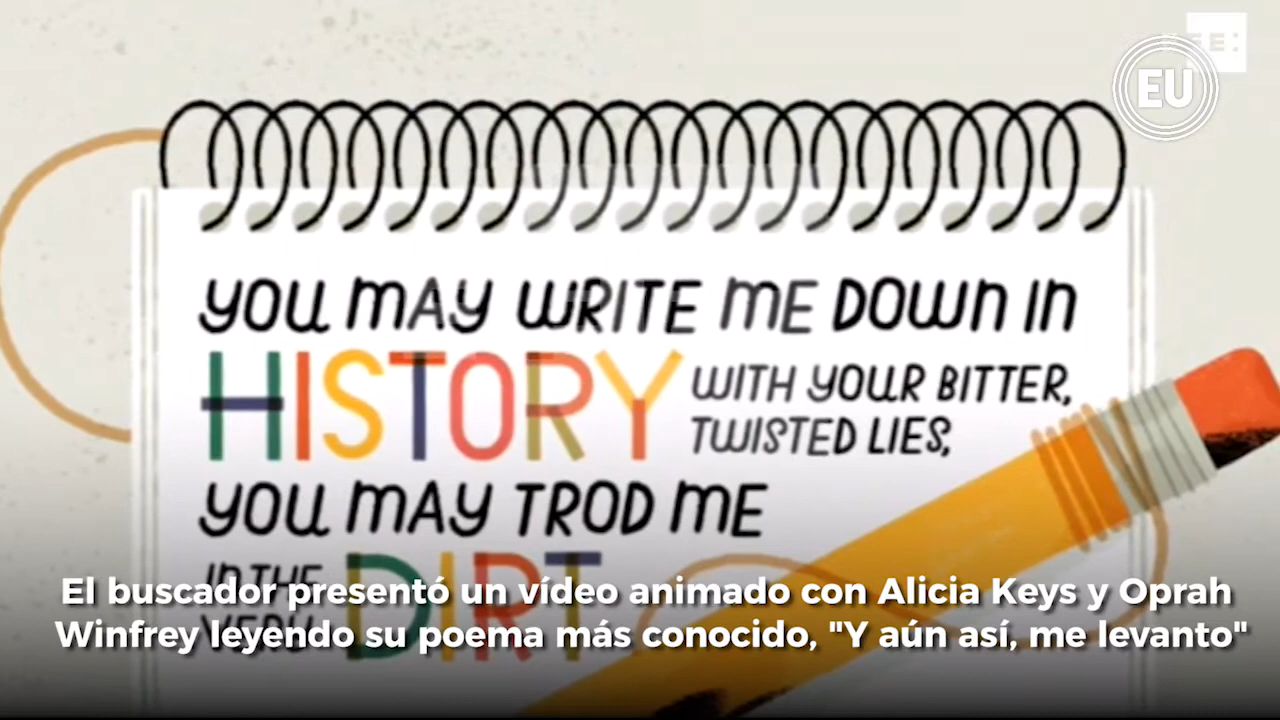 EFE:
EU
YOU MAY WRITE ME DOWN IN
HISTORY WITH YOUR BITTER,
TWISTED LIES,
YOU MAY TROD ME
IN THE DIRT
VERY
El buscador presentó un vídeo animado con Alicia Keys y Oprah
Winfrey leyendo su poema más conocido, "Y aún así, me levanto"